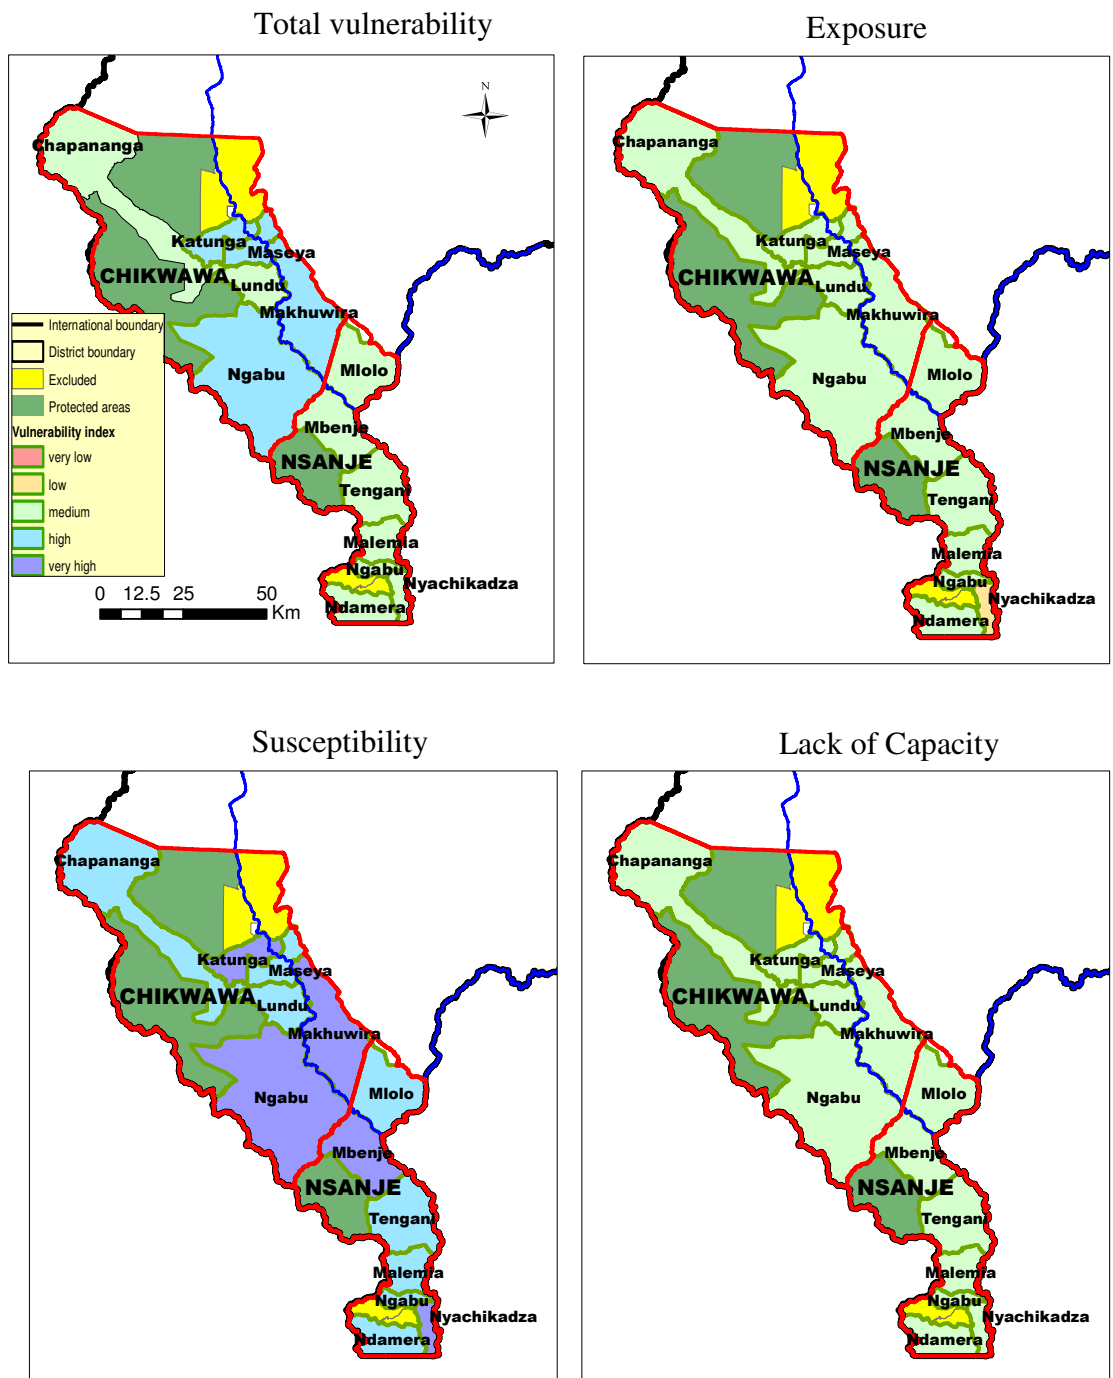 Total vulnerability
N
Chapananga
Katunga
Maseya
CHIKWAWA
Lundu
Makhuwira
Ngabu
Mlolo
Mbenje
NSANJE
Tengani
Malemia
Ngabu
Nyachikadza
Ndamera
International boundary
District boundary
Excluded
Protected areas
Vulnerability index
very low
low
medium
high
very high
0 12.5 25 50
Km
Exposure
Chapananga
Katunga
Maseya
CHIKWAWA
Lundu
Makhuwira
Ngabu
Mlolo
Mbenje
NSANJE
Tengani
Malemia
Ngabu
Nyachikadza
Ndamera
Susceptibility
Chapananga
Katunga
Maseya
CHIKWAWA
Lundu
Makhuwira
Ngabu
Mlolo
Mbenje
NSANJE
Tengani
Malemia
Ngabu
Nyachikadza
Ndamera
Lack of Capacity
Chapananga
Katunga
Maseya
CHIKWAWA
Lundu
Makhuwira
Ngabu
Mlolo
Mbenje
NSANJE
Tengani
Malemia
Ngabu
Nyachikadza
Ndamera